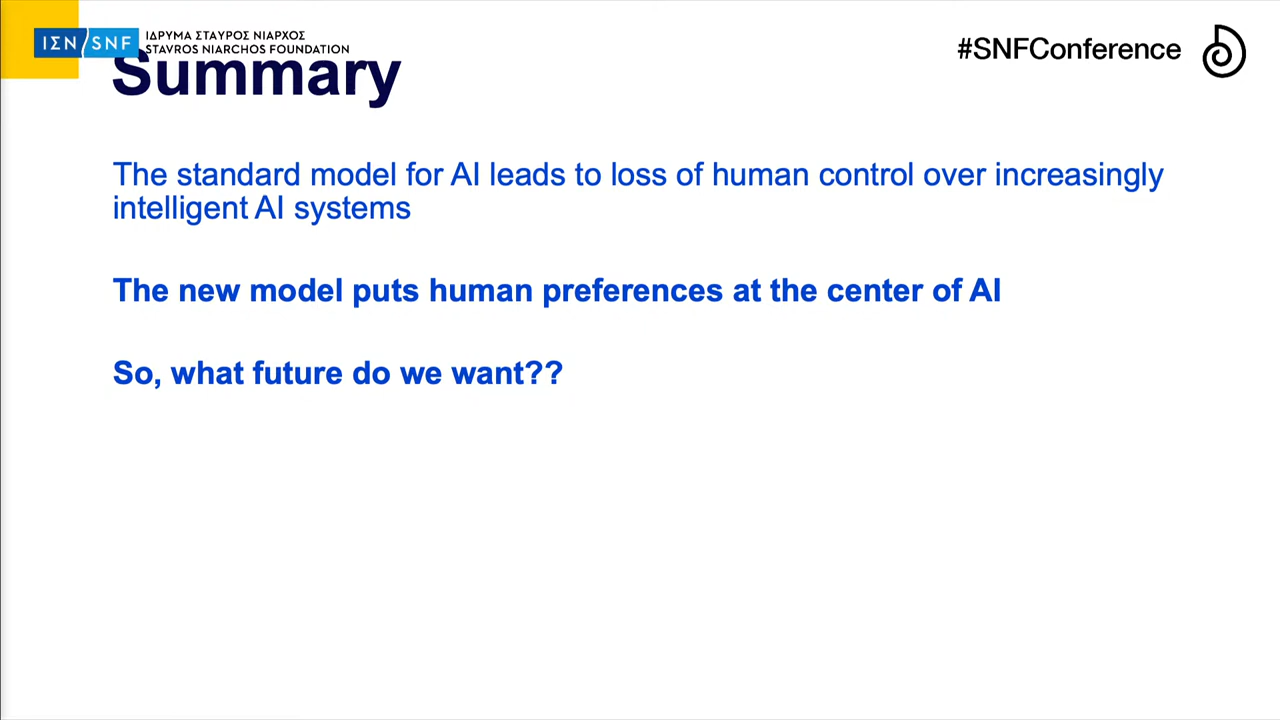 ΙΣΝ/SNF ΙΔΡΥΜΑ ΣΤΑΥΡΟΣ ΝΙΑΡΧΟΣ
STAVROS NIARCHOS FOUNDATION
#SNFConference
Summary
The standard model for AI leads to loss of human control over increasingly
intelligent AI systems
The new model puts human preferences at the center of AI
So, what future do we want??